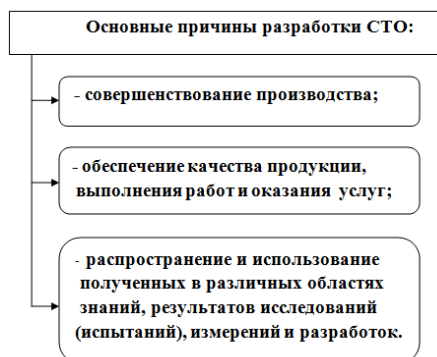 Основные причины разработки СТО:
- совершенствование производства;
- обеспечение качества продукции,
выполнения работ и оказания услуг;
- распространение и использование
полученных в различных областях
знаний, результатов исследований
(испытаний), измерений и разработок.